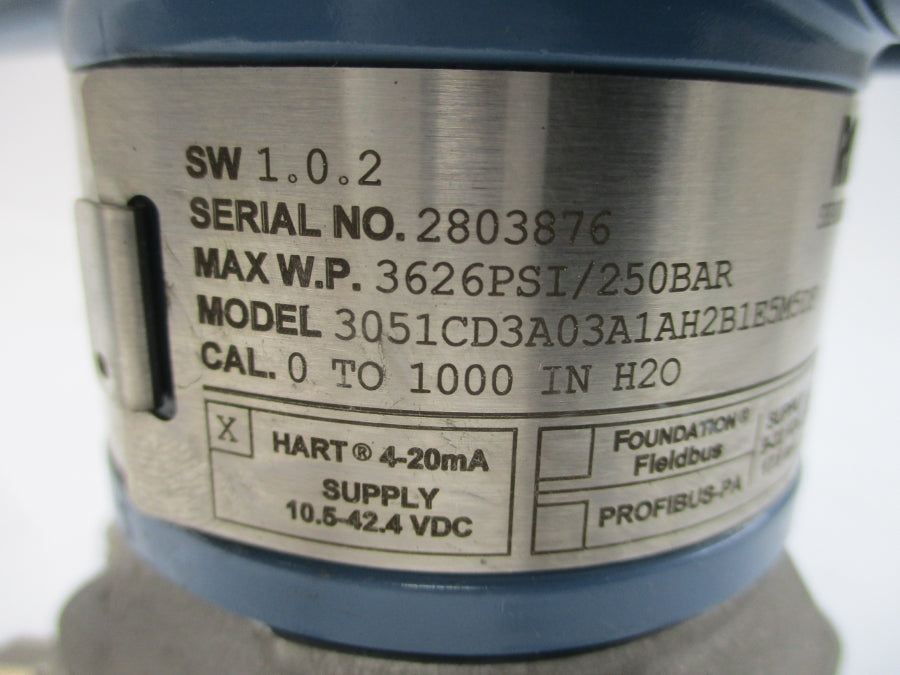 SW 1.0.2
SERIAL NO. 2803876
MAX W.P. 3626PSI/250BAR
MODEL 3051CD3A03A1AH2B1E5M5
CAL. 0 TO 1000 IN H2O
X
HART® 4-20mA
SUPPLY
10.5-42.4 VDC
FOUNDATION®
Fieldbus
PROFIBUS-PA